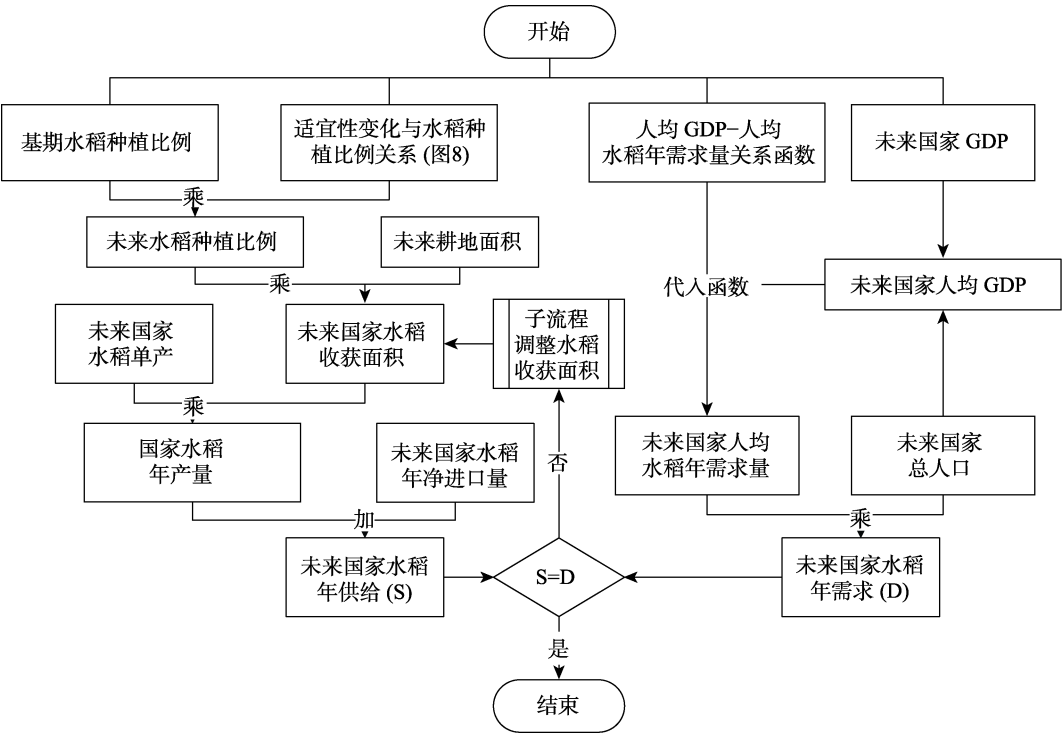 开始
基期水稻种植比例
适宜性变化与水稻种
植比例关系 (图8)
人均 GDP−人均
水稻年需求量关系函数
未来国家 GDP
乘
未来水稻种植比例
未来耕地面积
乘
代入函数
未来国家人均 GDP
未来国家
水稻单产
未来国家水稻
收获面积
子流程
调整水稻
收获面积
乘
国家水稻
年产量
未来国家水稻
年净进口量
否
未来国家人均
水稻年需求量
未来国家
总人口
加
乘
未来国家水稻
年供给 (S)
S=D
未来国家水稻
年需求 (D)
是
结束